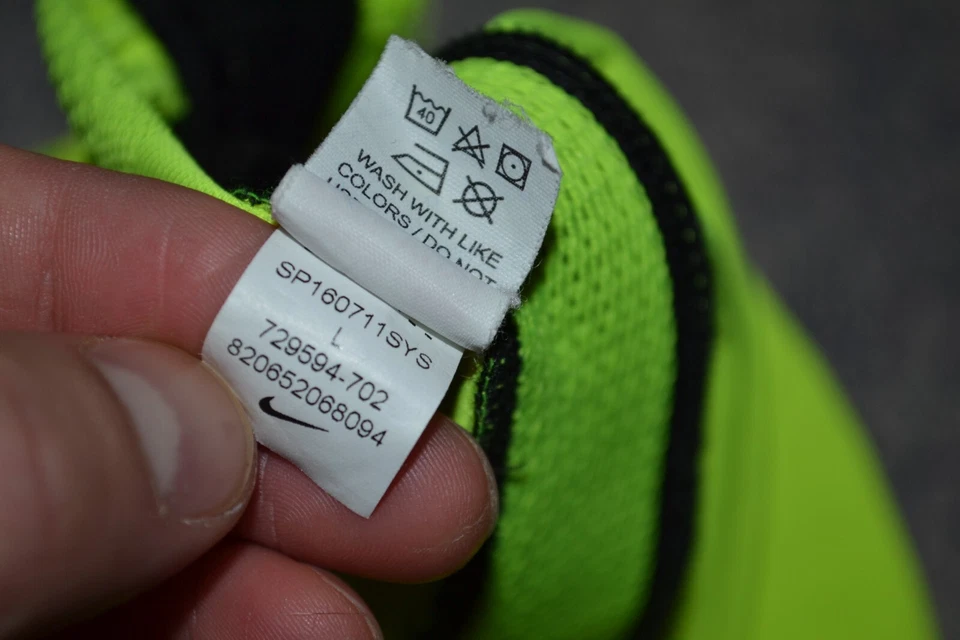 40
WASH WITH LIKE
COLORS / DO NOT
SP160711SYS
L
729594-702
820652068094